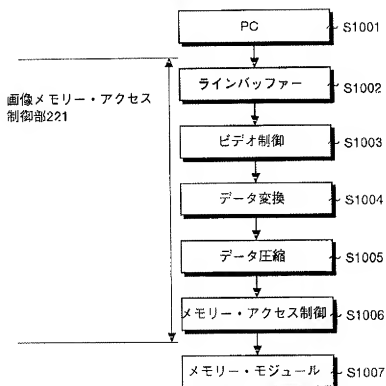 PC S1001
ラインバッファー S1002
画像メモリー・アクセス
制御部221
ビデオ制御 S1003
データ変換 S1004
データ圧縮 S1005
メモリー・アクセス制御 S1006
メモリー・モジュール S1007